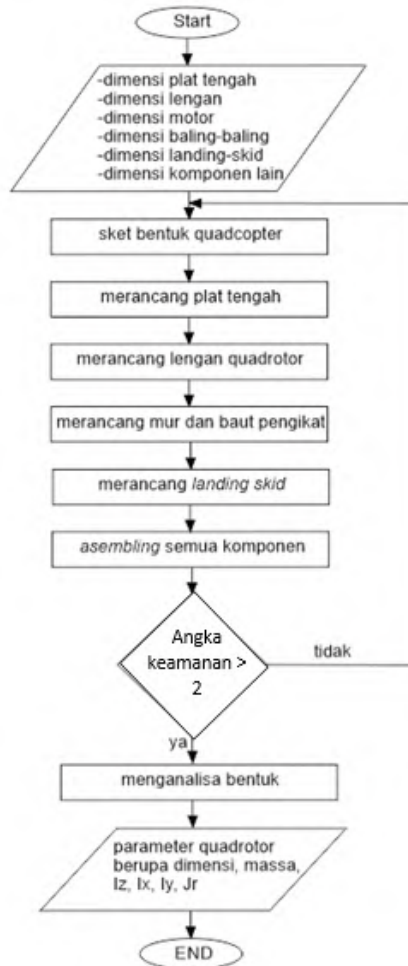 Start
-dimensi plat tengah
-dimensi lengan
-dimensi motor
-dimensi baling-baling
-dimensi landing-skid
-dimensi komponen lain
sket bentuk quadcopter
merancang plat tengah
merancang lengan quadrotor
merancang mur dan baut pengikat
merancang landing skid
asembling semua komponen
Angka
keamanan >
2
tidak
ya
menganalisa bentuk
parameter quadrotor
berupa dimensi, massa,
Iz, Ix, Iy, Jr
END